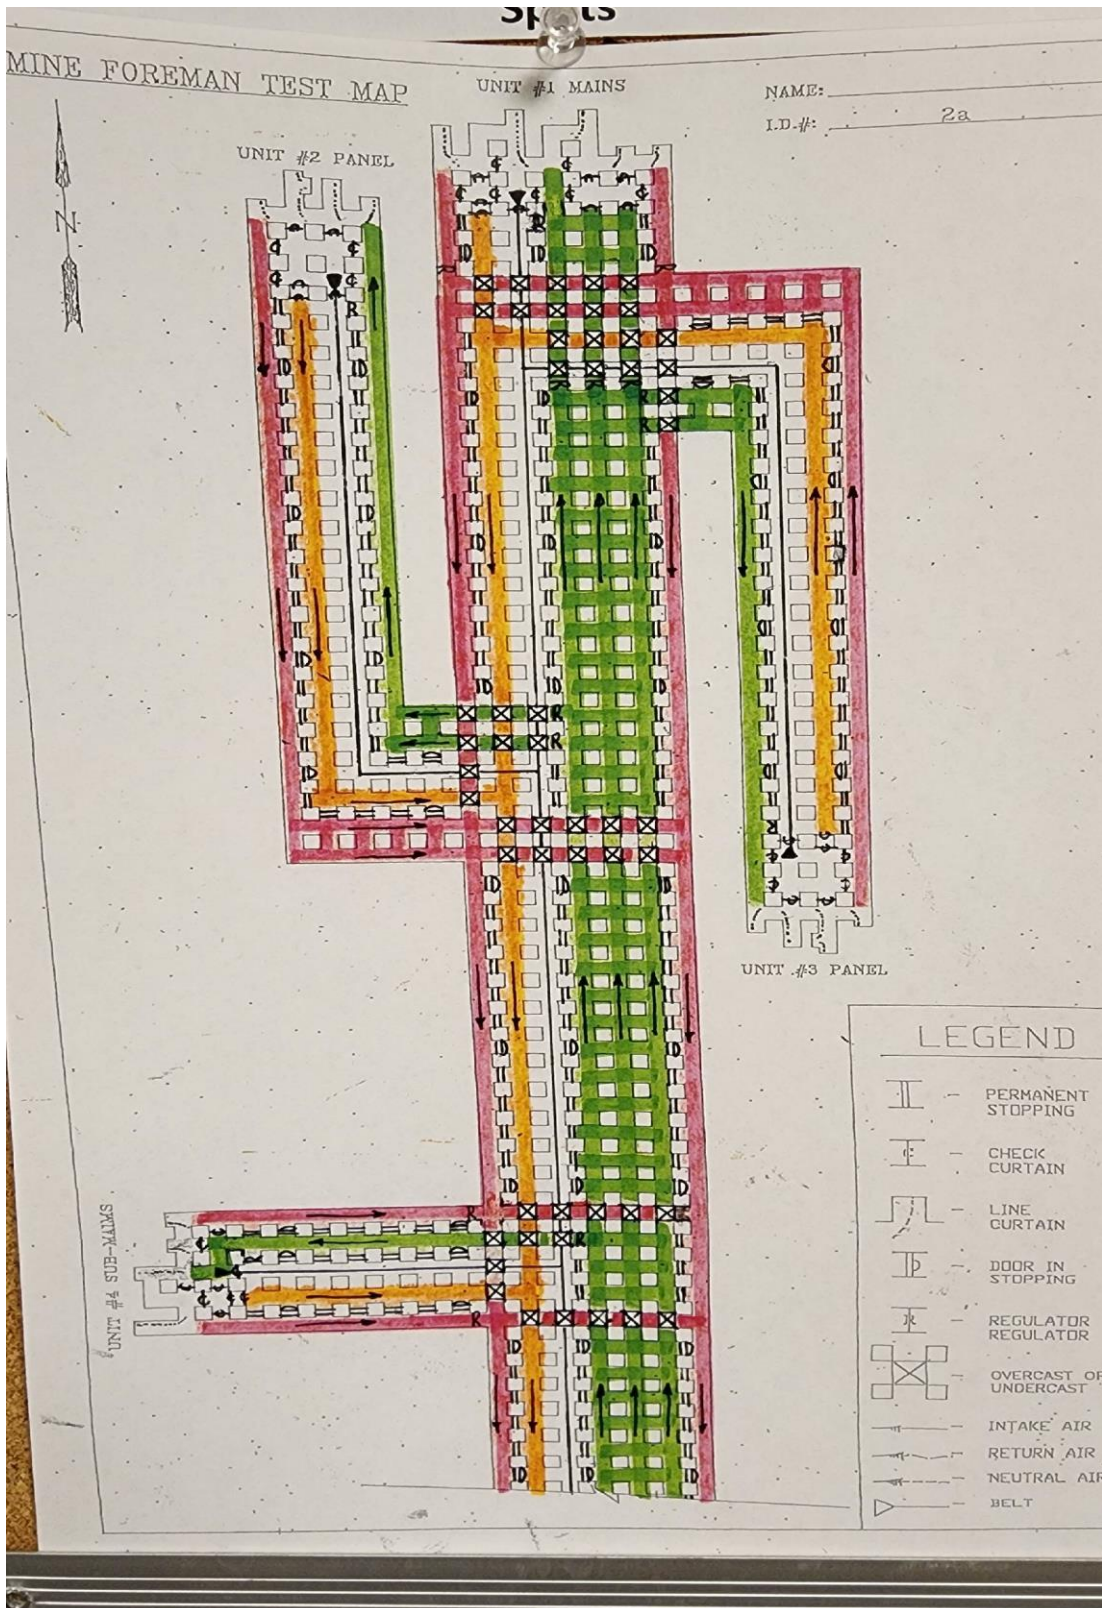 MINE FOREMAN TEST MAP
UNIT #1 MAINS
NAME:
I.D.#: 2a
UNIT #2 PANEL
N
UNIT #3 PANEL
UNIT #4 SUB-MAIMS
LEGEND
PERMANENT
STOPPING
CHECK
CURTAIN
LINE
CURTAIN
DOOR IN
STOPPING
REGULATOR
REGULATOR
OVERCAST OR
UNDERCAST
INTAKE AIR
RETURN AIR
NEUTRAL AIR
BELT